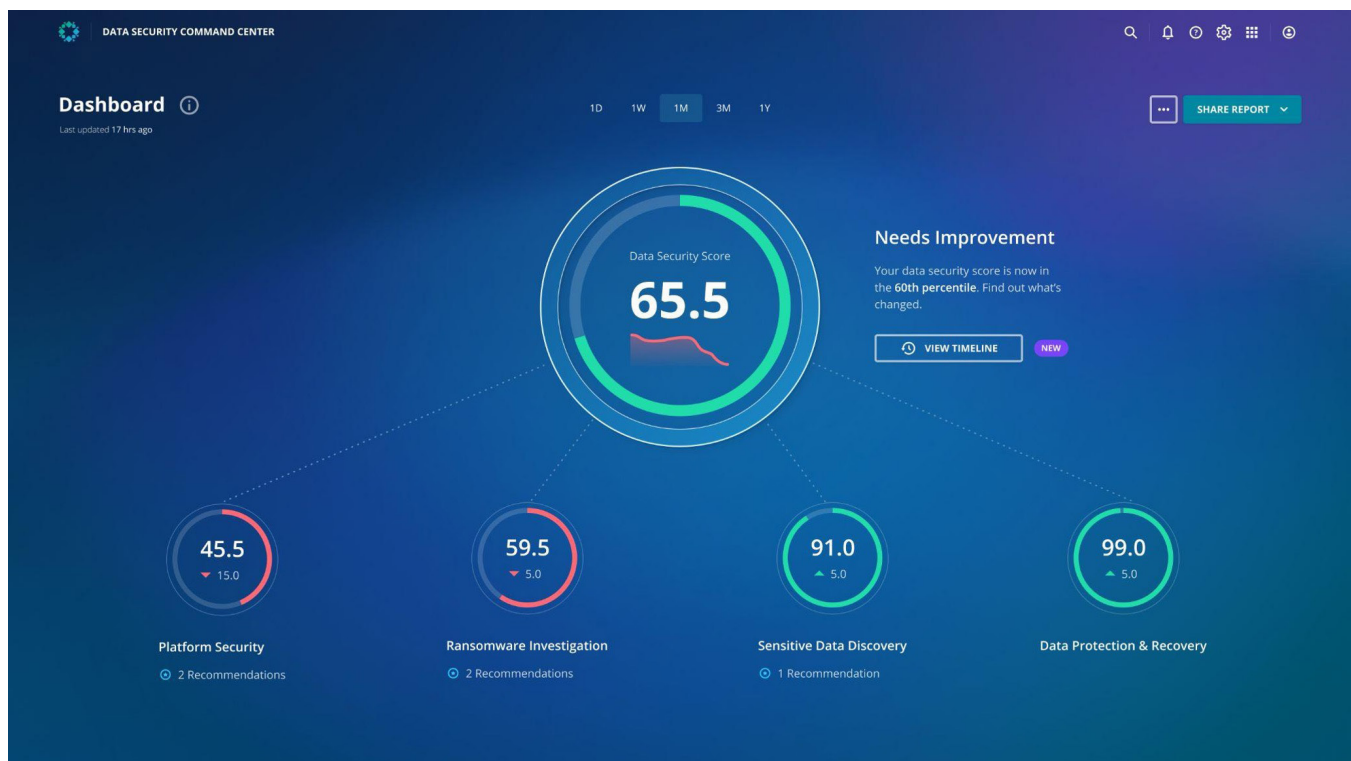 DATA SECURITY COMMAND CENTER
Dashboard
Last updated 17 hrs ago
1D 1W 1M 3M 1Y
SHARE REPORT
Data Security Score
65.5
Needs Improvement
Your data security score is now in
the 60th percentile. Find out what's
changed.
VIEW TIMELINE
NEW
45.5
15.0
Platform Security
2 Recommendations
59.5
5.0
Ransomware Investigation
2 Recommendations
91.0
5.0
Sensitive Data Discovery
1 Recommendation
99.0
5.0
Data Protection & Recovery